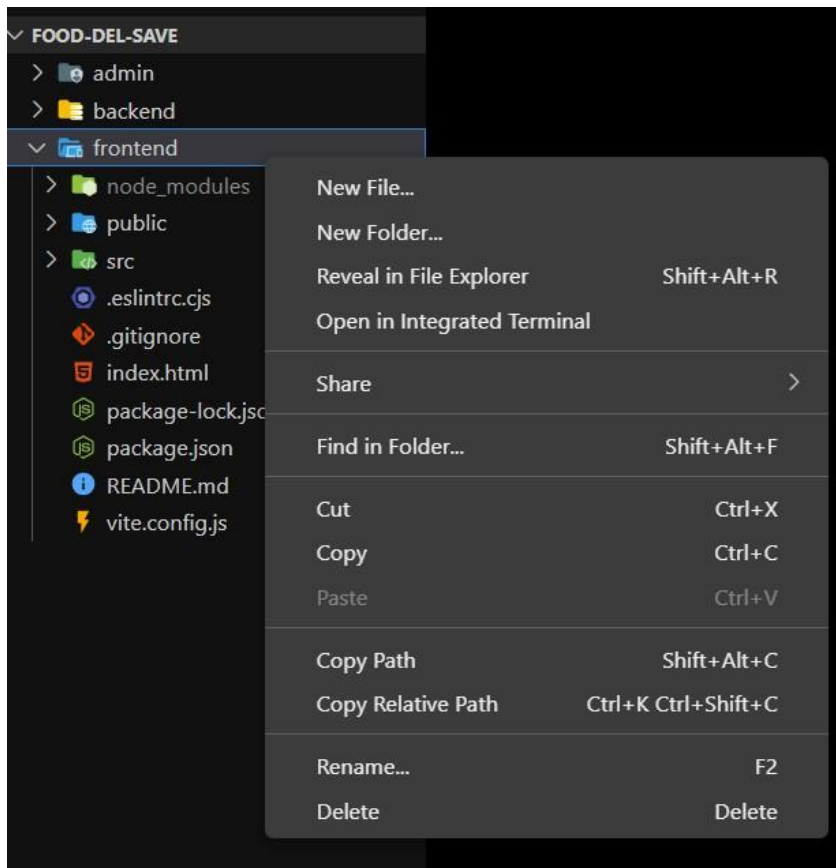 FOOD-DEL-SAVE
admin
backend
frontend
node_modules
public
src
.eslintrc.cjs
.gitignore
index.html
package-lock.jsc
package.json
README.md
vite.config.js
New File...
New Folder...
Reveal in File Explorer Shift+Alt+R
Open in Integrated Terminal
Share
Find in Folder... Shift+Alt+F
Cut Ctrl+X
Copy Ctrl+C
Paste Ctrl+V
Copy Path Shift+Alt+C
Copy Relative Path Ctrl+K Ctrl+Shift+C
Rename... F2
Delete Delete